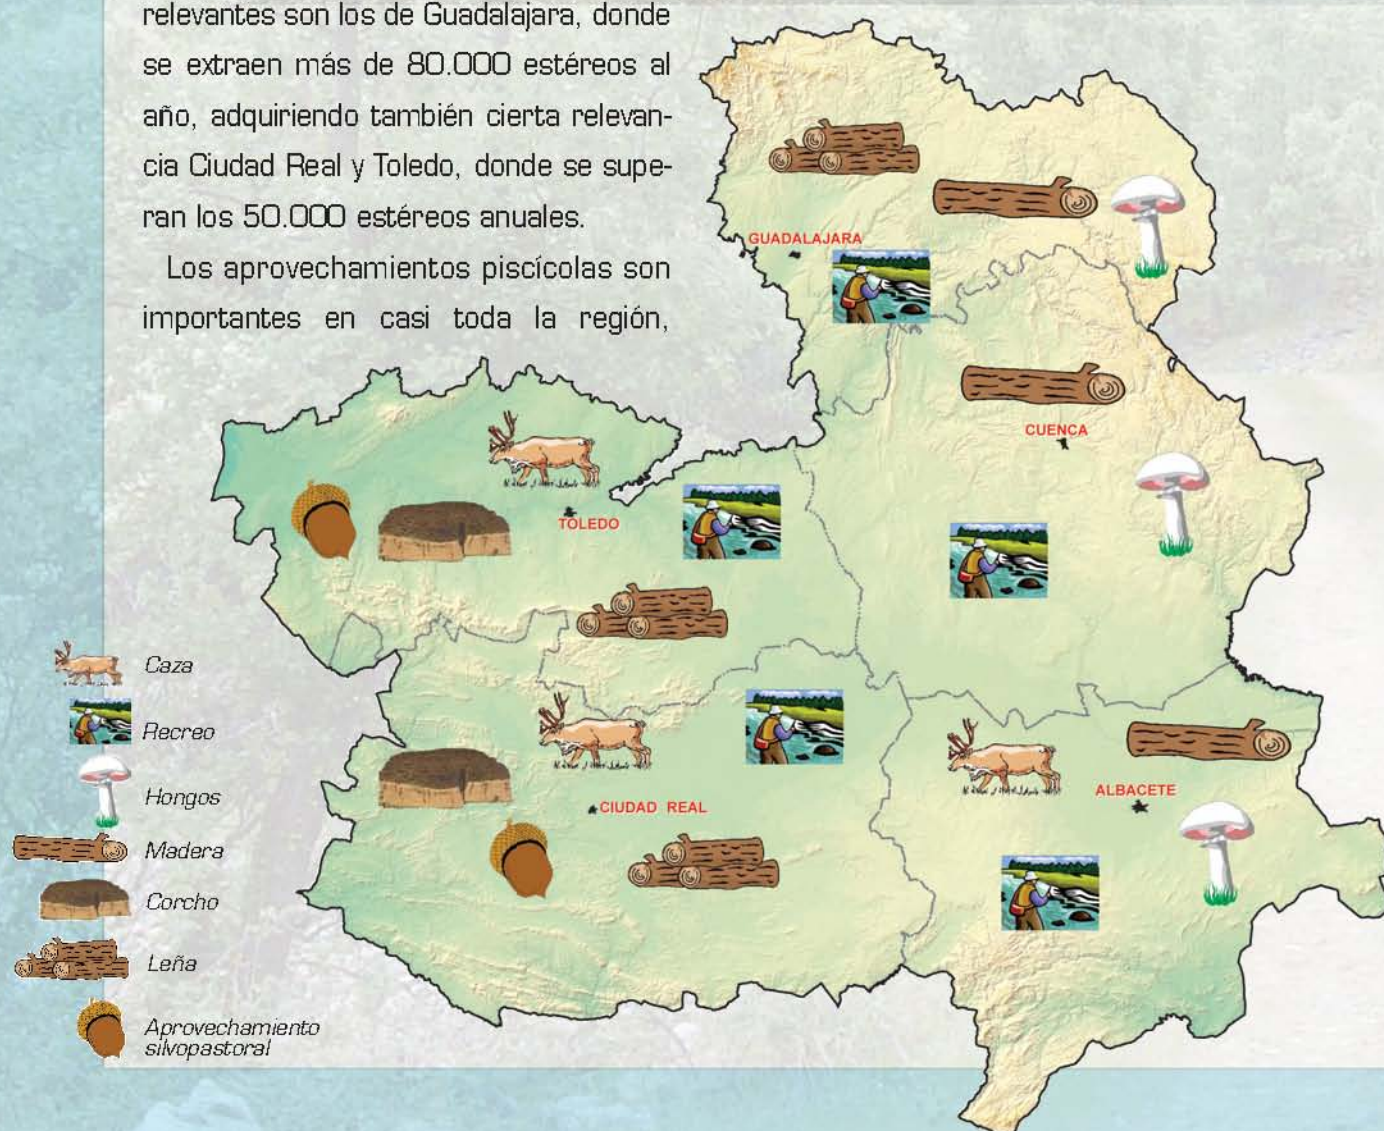 relevantes son los de Guadalajara, donde
se extraen más de 80.000 estéreos al
año, adquiriendo también cierta relevan-
cia Ciudad Real y Toledo, donde se supe-
ran los 50.000 estéreos anuales.
Los aprovechamientos piscícolas son
importantes en casi toda la región,
GUADALAJARA
CUENCA
TOLEDO
CIUDAD REAL
ALBACETE
Caza
Recreo
Hongos
Madera
Corcho
Leña
Aprovechamiento
silvopastoral